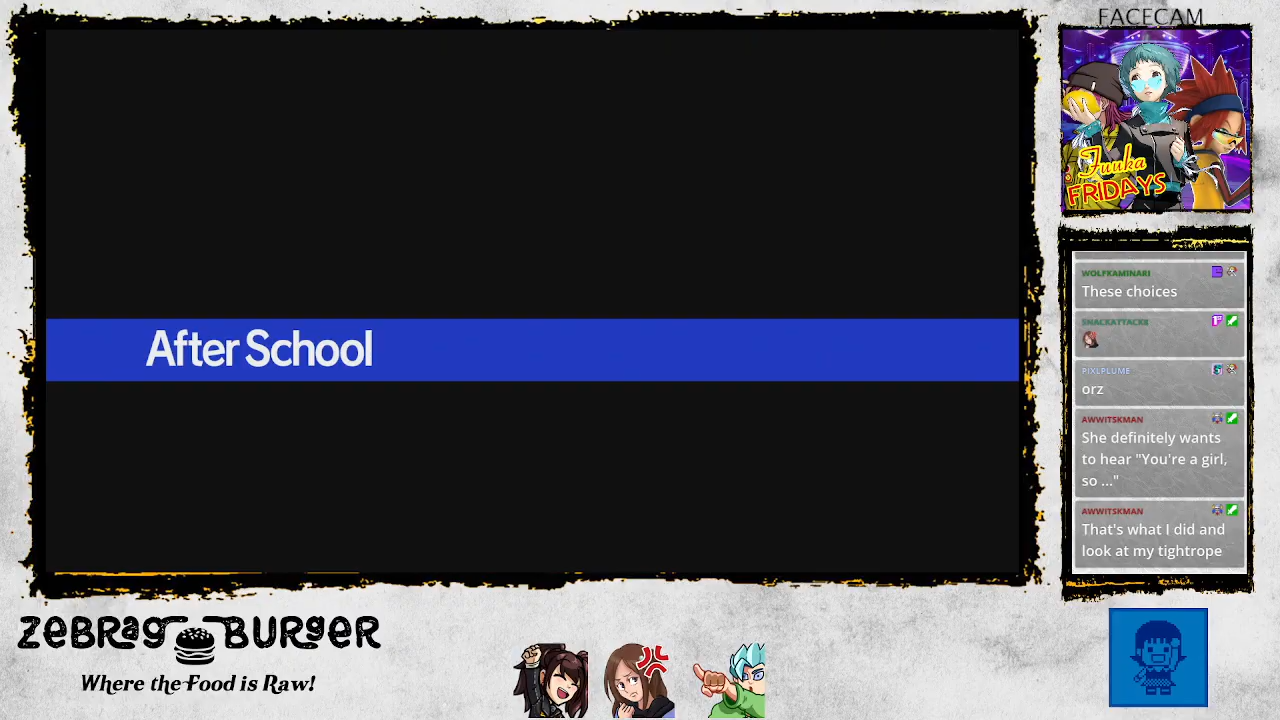 FACECAM
Fuuka
FRIDAYS
WOLFKAMINARI
These choices
SNACKATTACKII
PIXLPLUME
orz
AWWITSKMAN
She definitely wants
to hear "You're a girl,
so ..."
AWWITSKMAN
That's what I did and
look at my tightrope
After School
ZEBRAG BURGER
Where the Food is Raw!